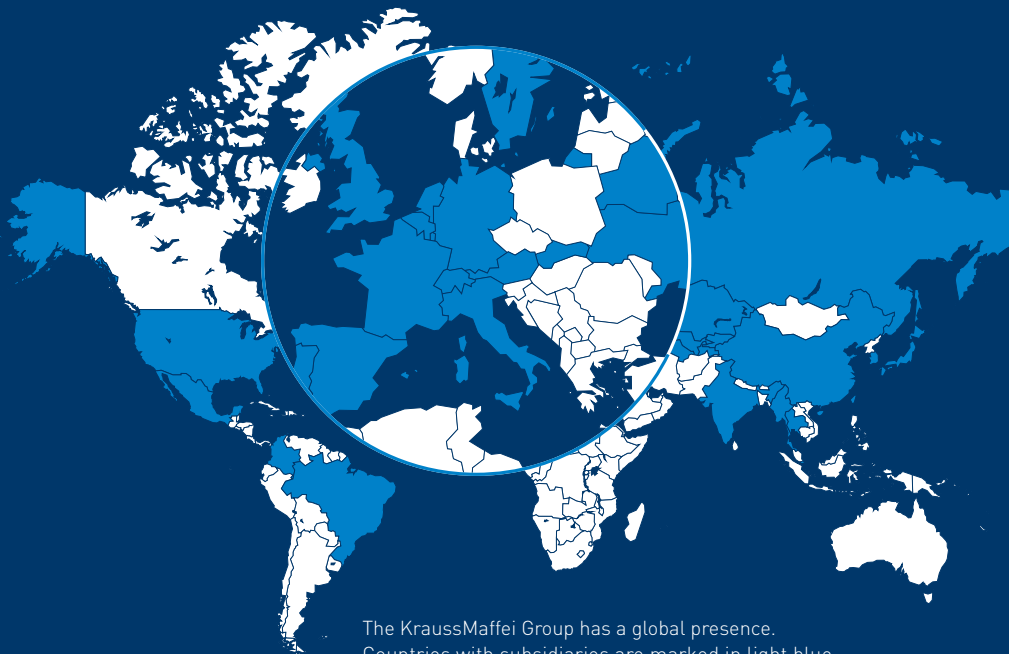 The KraussMaffei Group has a global presence.
Countries with subsidiaries are marked in light blue.